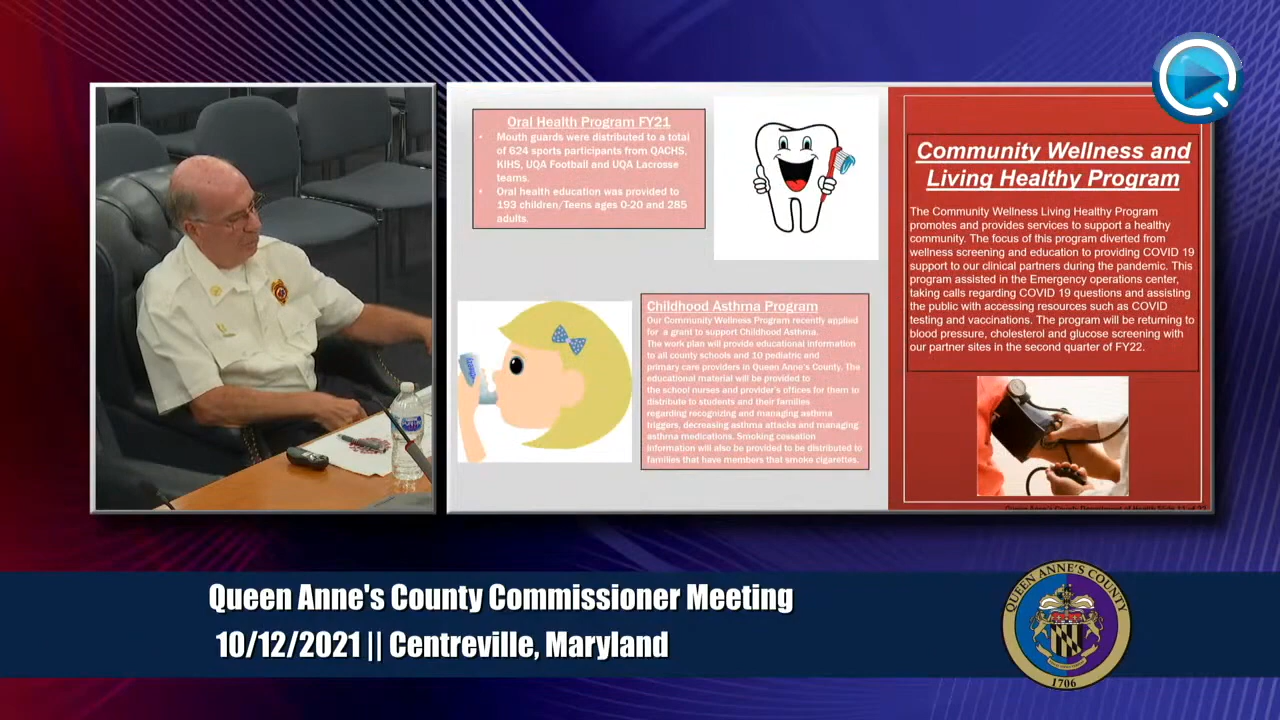 Oral Health Program FY21
• Mouth guards were distributed to a total
of 624 sports participants from QACHS,
KIHS, UQA Football and UQA Lacrosse
teams.
• Oral health education was provided to
193 children/Teens ages 0-20 and 285
adults.
Childhood Asthma Program
Our Community Wellness Program recently applied
for a grant to support Childhood Asthma.
The work plan will provide educational information
to all county schools and 10 pediatric and
primary care providers in Queen Anne's County. The
educational material will be provided to
the school nurses and provider's offices for them to
distribute to students and their families
regarding recognizing and managing asthma
triggers, decreasing asthma attacks and managing
asthma medications. Smoking cessation
information will also be provided to be distributed to
families that have members that smoke cigarettes.
Community Wellness and
Living Healthy Program
The Community Wellness Living Healthy Program
promotes and provides services to support a healthy
community. The focus of this program diverted from
wellness screening and education to providing COVID 19
support to our clinical partners during the pandemic. This
program assisted in the Emergency operations center,
taking calls regarding COVID 19 questions and assisting
the public with accessing resources such as COVID
testing and vaccinations. The program will be returning to
blood pressure, cholesterol and glucose screening with
our partner sites in the second quarter of FY22.
Queen Anne's County Department of Health Slide
Queen Anne's County Commissioner Meeting
10/12/2021 || Centreville, Maryland
QUEEN ANNE'S COUNTY
1706